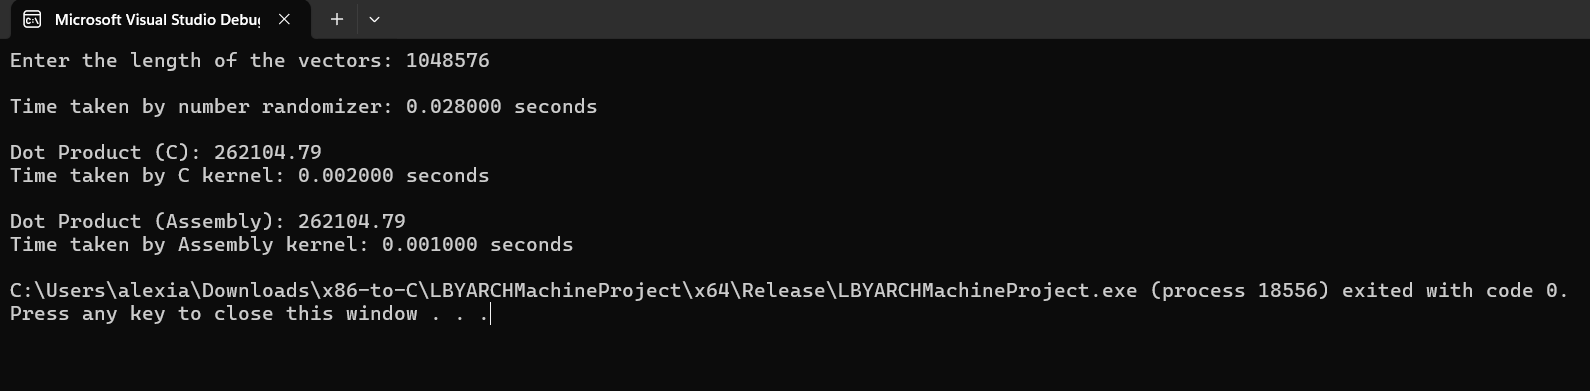 Microsoft Visual Studio Debug
Enter the length of the vectors: 1048576
Time taken by number randomizer: 0.028000 seconds
Dot Product (C): 262104.79
Time taken by C kernel: 0.002000 seconds
Dot Product (Assembly): 262104.79
Time taken by Assembly kernel: 0.001000 seconds
C:\Users\alexia\Downloads\x86-to-C\LBYARCHMachineProject\x64\Release\LBYARCHMachineProject.exe (process 18556) exited with code 0.
Press any key to close this window . . .